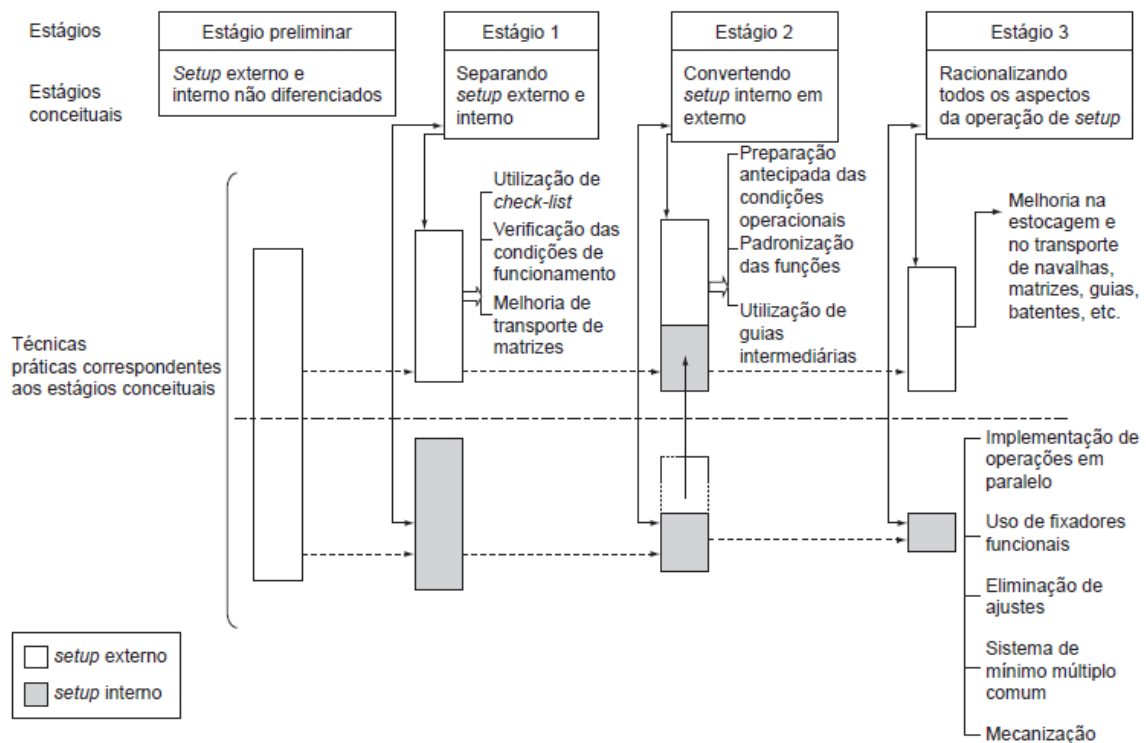 Estágios
Estágio preliminar
Estágio 1
Estágio 2
Estágio 3
Estágios
conceituais
Setup externo e
interno não diferenciados
Separando
setup externo e
interno
Convertendo
setup interno em
externo
Racionalizando
todos os aspectos
da operação de setup
Técnicas
práticas correspondentes
aos estágios conceituais
Utilização de
check-list
Verificação das
condições de
funcionamento
Melhoria de
transporte de
matrizes
Preparação
antecipada das
condições
operacionais
Padronização
das funções
Utilização de
guias
intermediárias
Melhoria na
estocagem e
no transporte
de navalhas,
matrizes, guias,
batentes, etc.
Implementação de
operações em
paralelo
Uso de fixadores
funcionais
Eliminação de
ajustes
Sistema de
mínimo múltiplo
comum
Mecanização
setup externo
setup interno